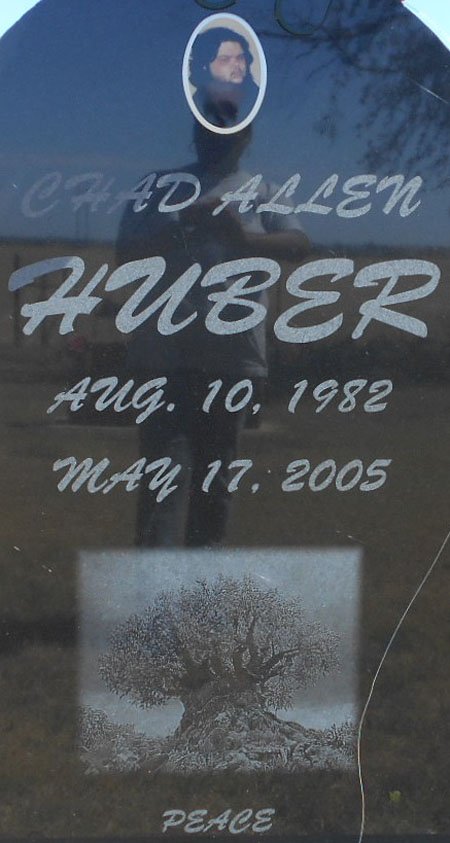 CHAD ALLEN
HUBER
AUG. 10, 1982
MAY 17, 2005
PEACE